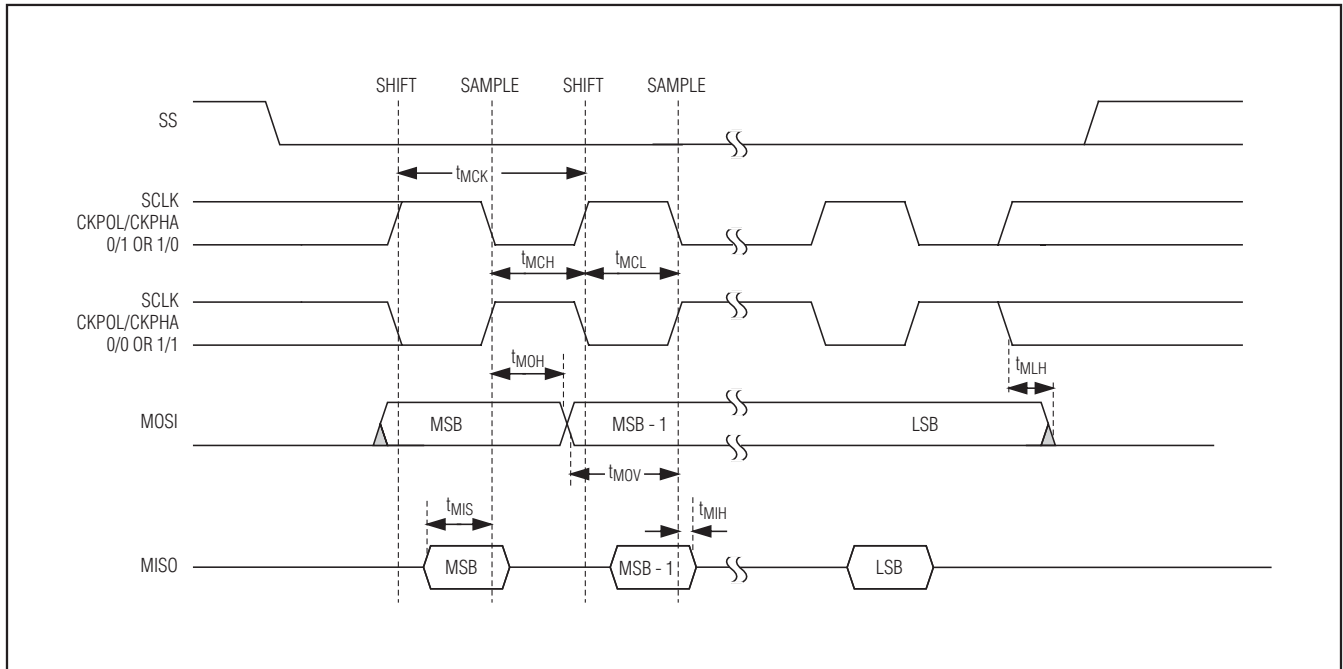 SHIFT SAMPLE SHIFT SAMPLE
SS
tMCK
SCLK
CKPOL/CKPHA
0/1 OR 1/0
tMCH tMCL
SCLK
CKPOL/CKPHA
0/0 OR 1/1
tMOH tMLH
MOSI MSB MSB - 1 LSB
tMOV
tMIS tMIH
MISO MSB MSB - 1 LSB